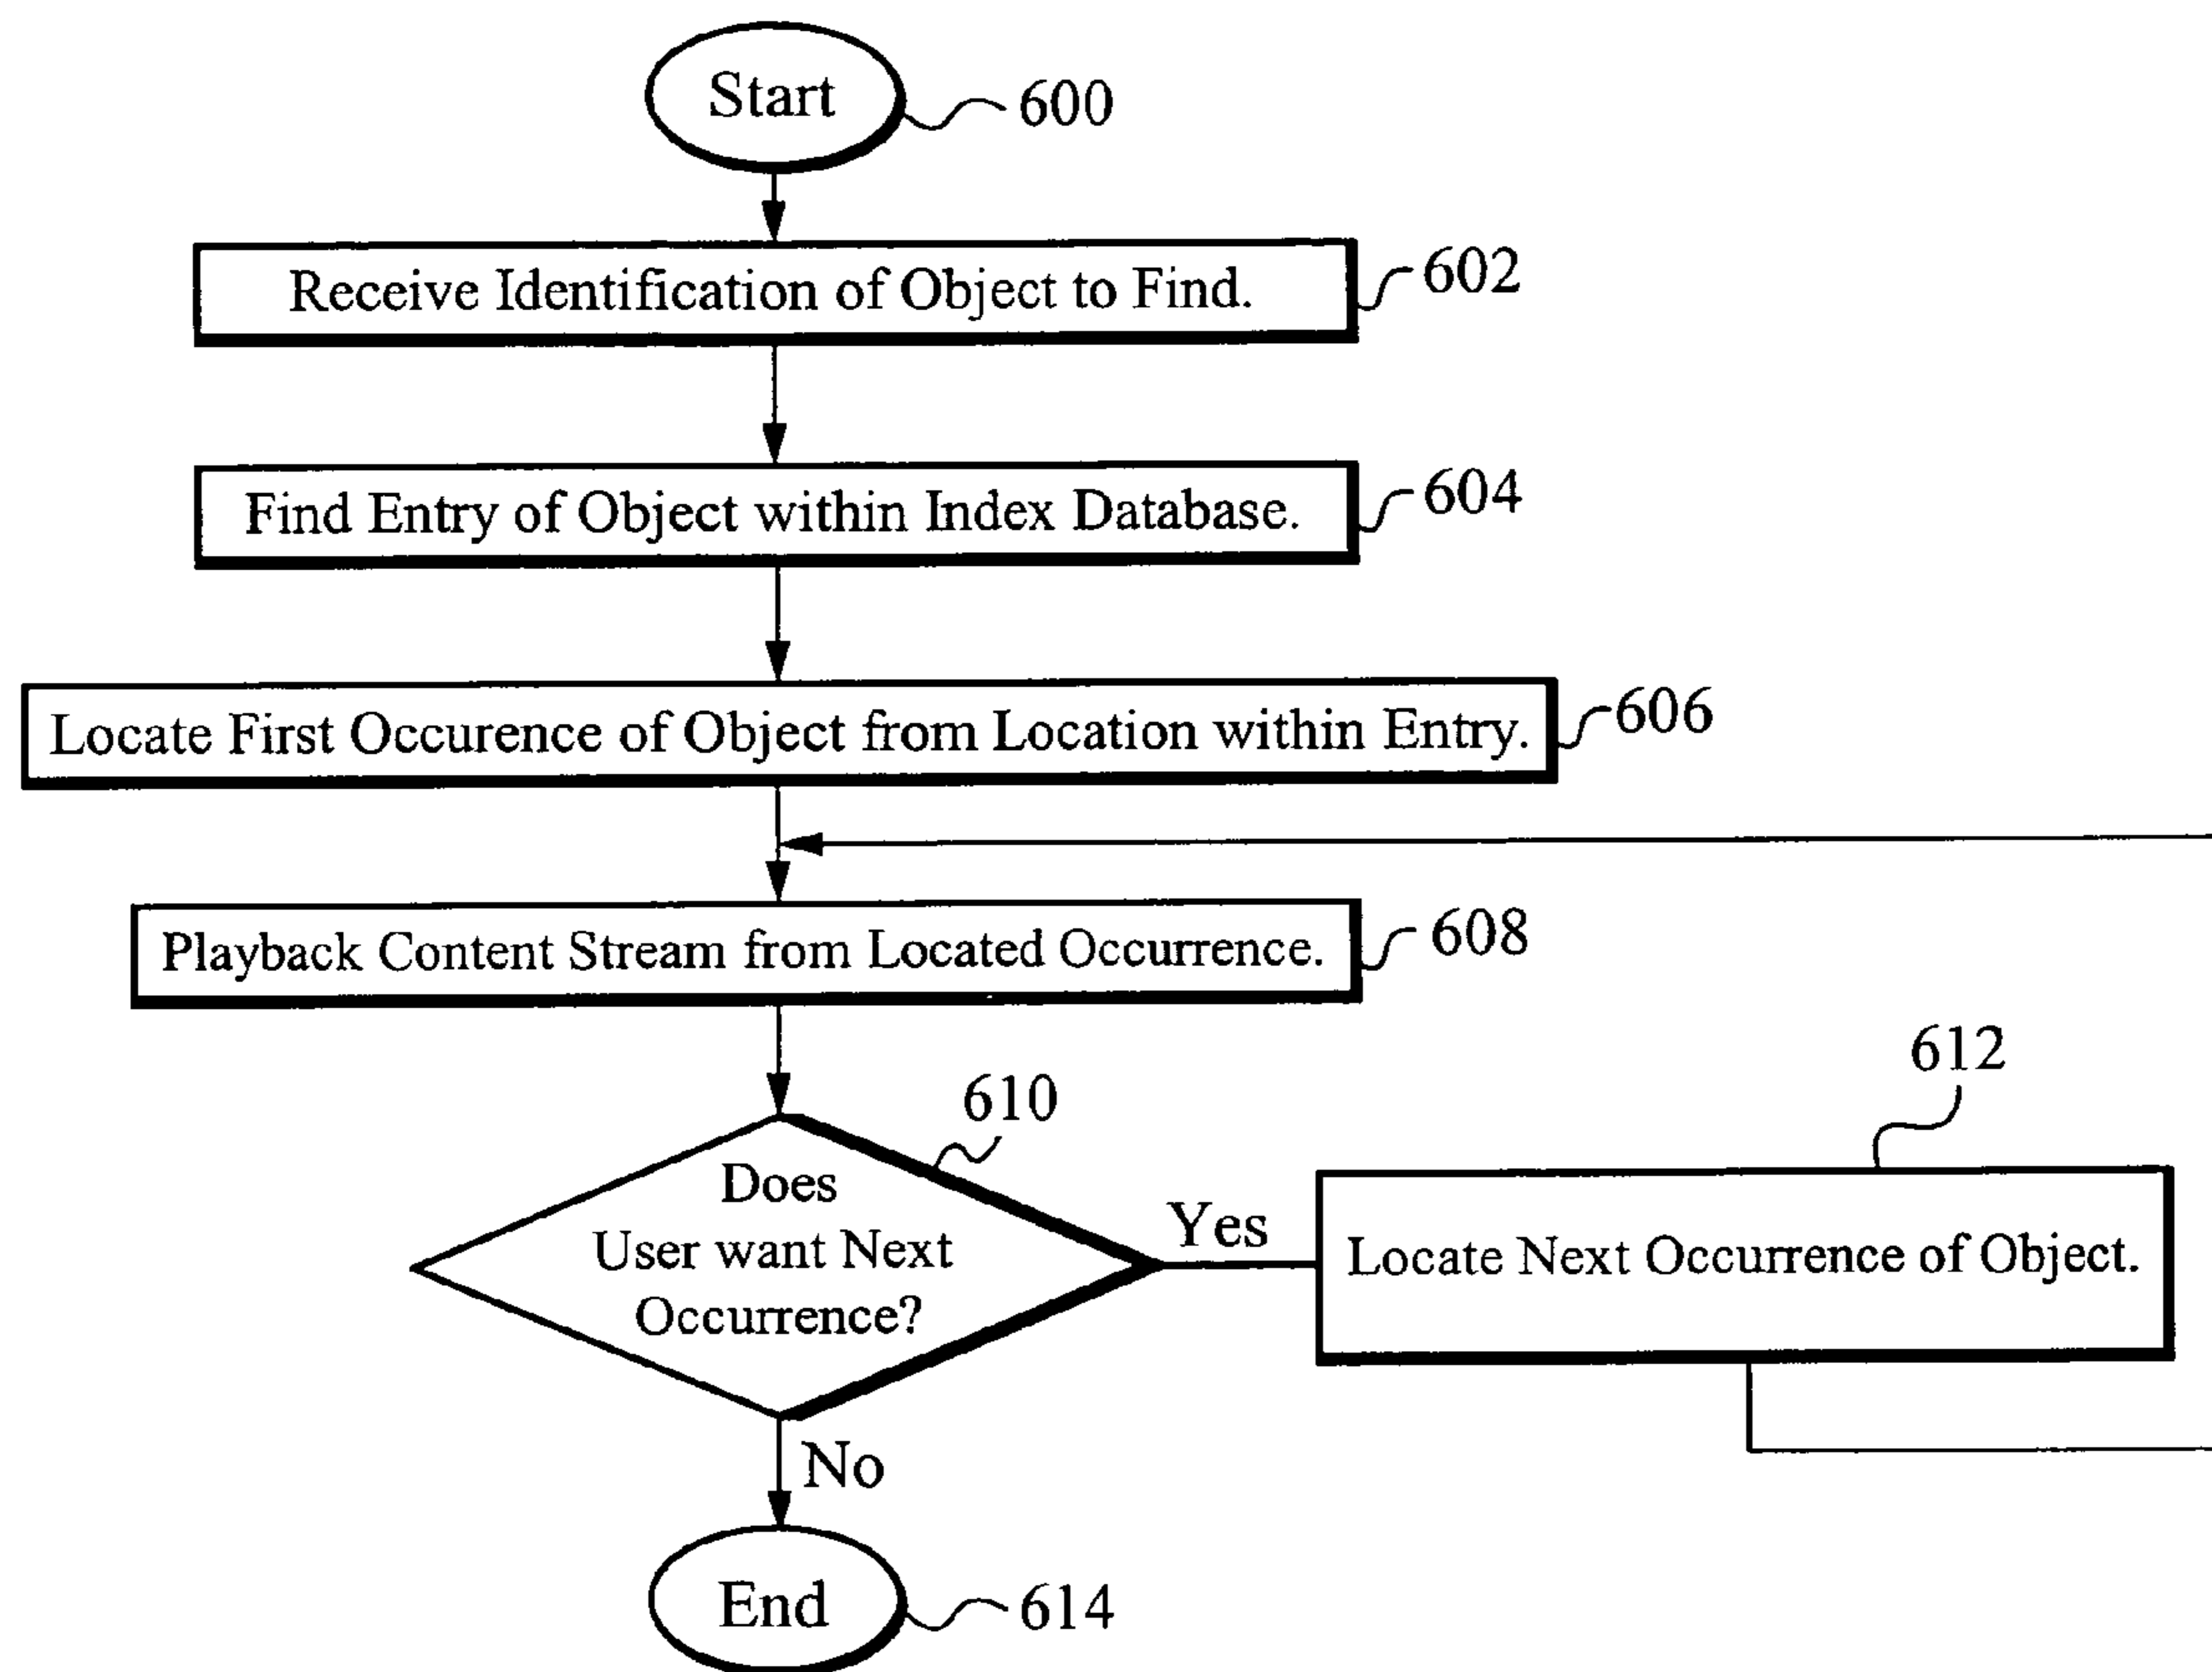 Start
600
Receive Identification of Object to Find.
602
Find Entry of Object within Index Database.
604
Locate First Occurence of Object from Location within Entry.
606
Playback Content Stream from Located Occurrence.
608
610
Does
User want Next
Occurrence?
Yes
612
Locate Next Occurrence of Object.
No
End
614